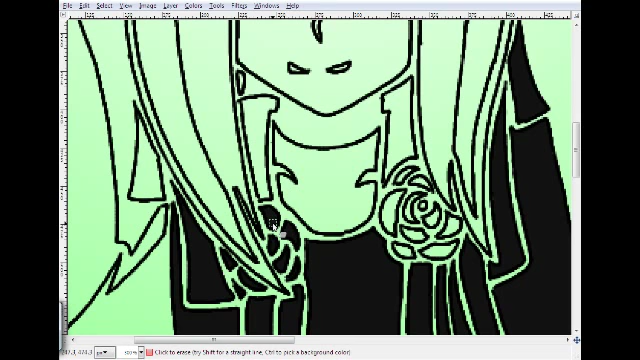 File Edit Select View Image Layer Colors Tools Filters Windows Help
300% Click to erase (try Shift for a straight line, Ctrl to pick a background color)